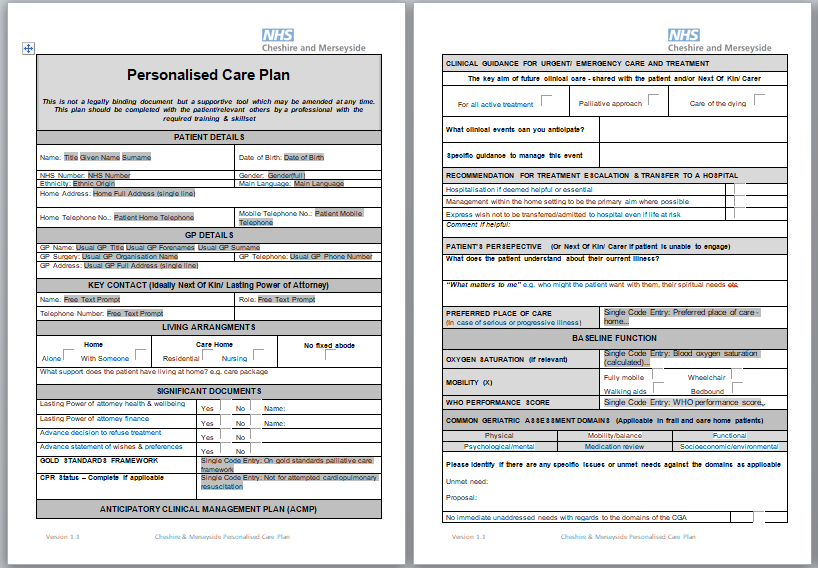 NHS
Cheshire and Merseyside
Personalised Care Plan
This is not a legally binding document but a supportive tool which may be amended at any time.
This plan should be completed with the patient/relevant others by a professional with the
required training & skillset
PATIENT DETAILS
Name: Title Given Name Surname
Date of Birth: Date of Birth
NHS Number: NHS Number
Gender: Gender(full)
Ethnicity: Ethnic Origin
Main Language: Main Language
Home Address: Home Full Address (single line)
Home Telephone No.: Patient Home Telephone
Mobile Telephone No.: Patient Mobile
Telephone
GP DETAILS
GP Name: Usual GP Title Usual GP Forenames Usual GP Surname
GP Surgery: Usual GP Organisation Name
GP Telephone: Usual GP Phone Number
GP Address: Usual GP Full Address (single line)
KEY CONTACT (Ideally Next Of Kin/ Lasting Power of Attorney)
Name: Free Text Prompt
Role: Free Text Prompt
Telephone Number: Free Text Prompt
LIVING ARRANGMENTS
Home
Care Home
No fixed abode
Alone
With Someone
Residential
Nursing
What support does the patient have living at home? e.g. care package
SIGNIFICANT DOCUMENTS
Lasting Power of attorney health & wellbeing
Yes No Name:
Lasting Power of attorney finance
Yes No Name:
Advance decision to refuse treatment
Yes No
Advance statement of wishes & preferences
Yes No
GOLD STANDARDS FRAMEWORK
Single Code Entry: On gold standards palliative care
framework
CPR Status – Complete if applicable
Single Code Entry: Not for attempted cardiopulmonary
resuscitation
ANTICIPATORY CLINICAL MANAGEMENT PLAN (ACMP)
Version 1.1
Cheshire & Merseyside Personalised Care Plan
NHS
Cheshire and Merseyside
CLINICAL GUIDANCE FOR URGENT/ EMERGENCY CARE AND TREATMENT
The key aim of future clinical care - shared with the patient and/or Next Of Kin/ Carer
For all active treatment
Palliative approach
Care of the dying
What clinical events can you anticipate?
Specific guidance to manage this event
RECOMMENDATION FOR TREATMENT ESCALATION & TRANSFER TO A HOSPITAL
Hospitalisation if deemed helpful or essential
Management within the home setting to be the primary aim where possible
Express wish not to be transferred/admitted to hospital even if life at risk
Comment if helpful:
PATIENT'S PERSEPECTIVE (Or Next Of Kin/ Carer if patient is unable to engage)
What does the patient understand about their current illness?
"What matters to me" e.g. who might the patient want with them, their spiritual needs etc.
PREFERRED PLACE OF CARE
(In case of serious or progressive illness)
Single Code Entry: Preferred place of care -
home...
BASELINE FUNCTION
OXYGEN SATURATION (if relevant)
Single Code Entry: Blood oxygen saturation
(calculated)...
MOBILITY (X)
Fully mobile
Wheelchair
Walking aids
Bedbound
WHO PERFORMANCE SCORE
Single Code Entry: WHO performance score...
COMMON GERIATRIC ASSESSMENT DOMAINS (Applicable in frail and care home patients)
Physical
Mobility/balance
Functional
Psychological/mental
Medication review
Socioeconomic/environmental
Please identify if there are any specific issues or unmet needs against the domains as applicable
Unmet need:
Proposal:
No immediate unaddressed needs with regards to the domains of the CGA
Version 1.1
Cheshire & Merseyside Personalised Care Plan